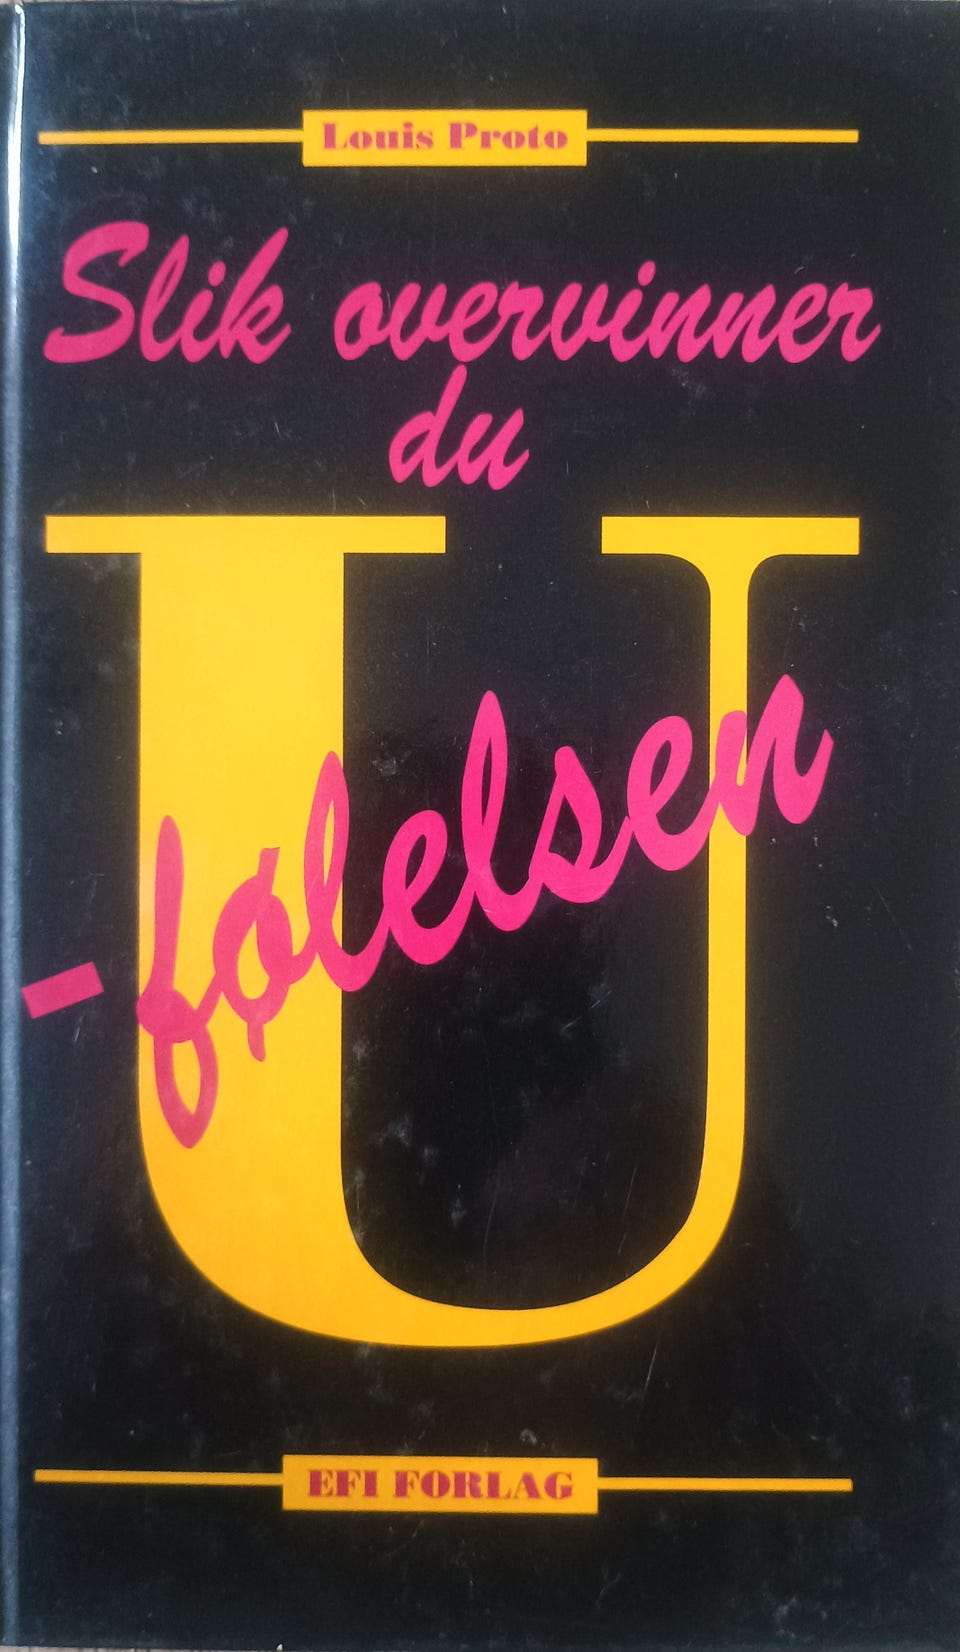 Louis Proto
Slik overvinner
du
U
-følelsen
EFI FORLAG